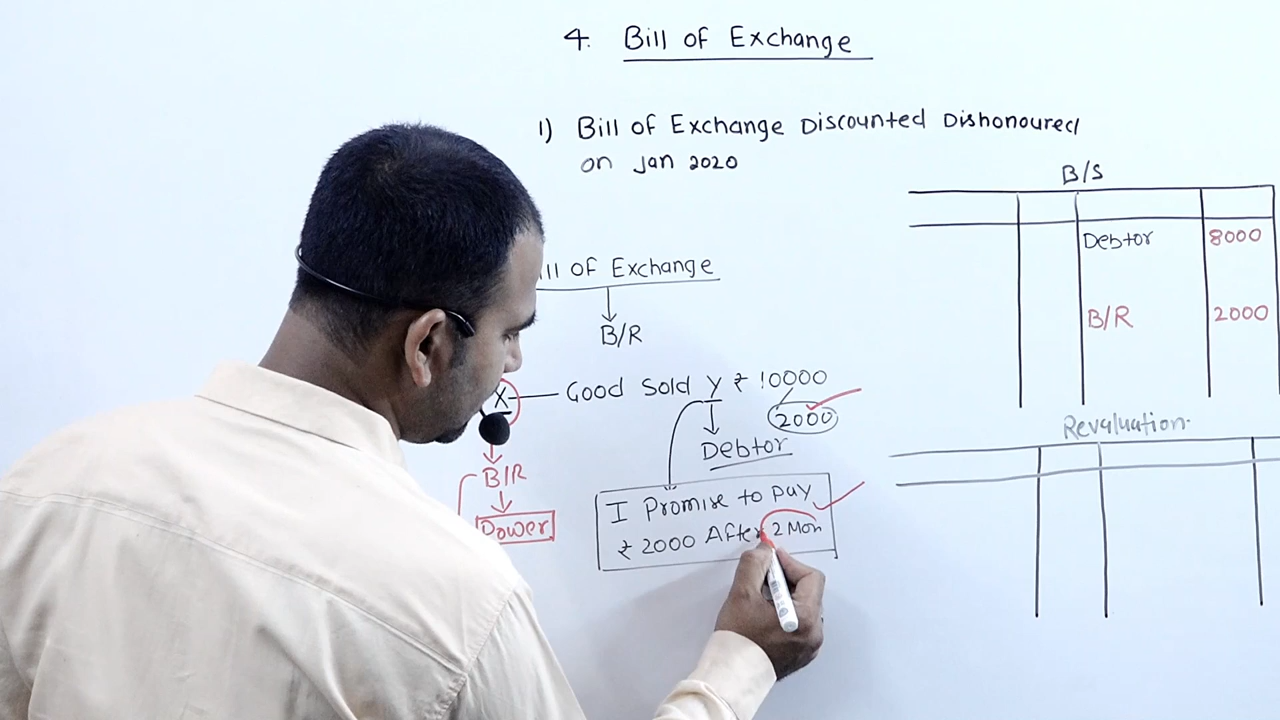 4. Bill of Exchange
1) Bill of Exchange Discounted Dishonoured
on Jan 2020
B/S
Debtor 8000
B/R 2000
of Exchange
B/R
X Good Sold Y ₹ 10000
2000
Debtor
B/R
Power
I Promise to pay
₹ 2000 After 2 Mon
Revaluation